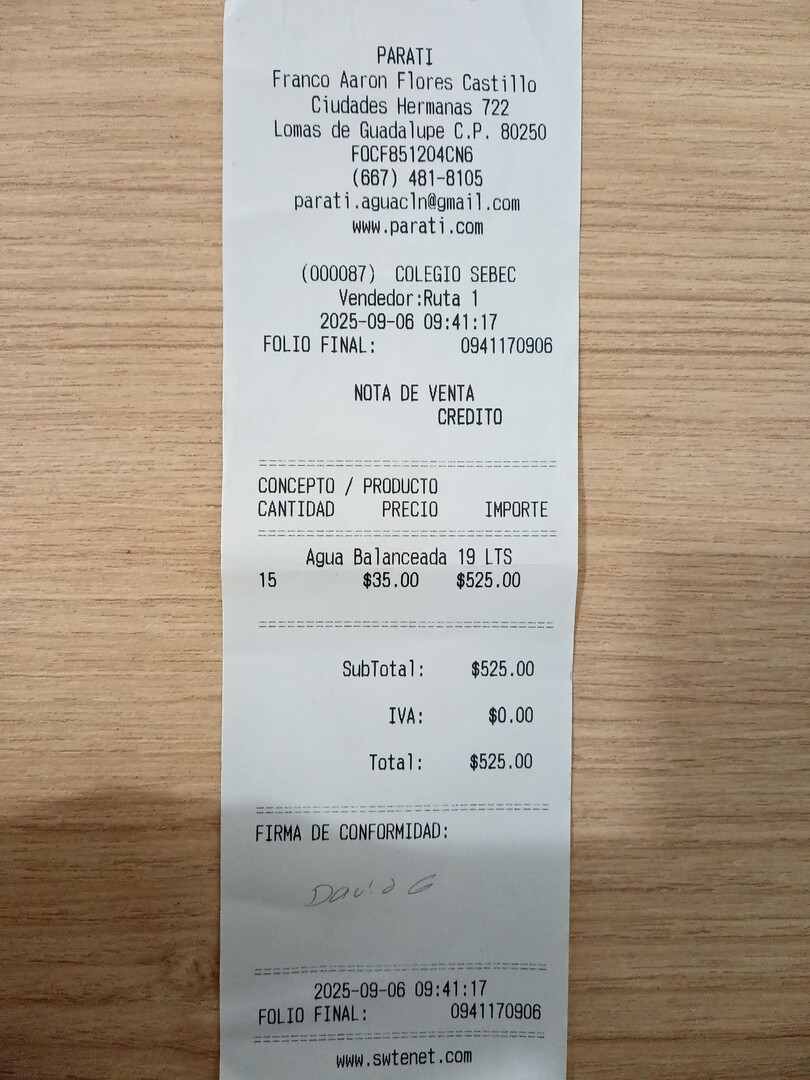 PARATI
Franco Aaron Flores Castillo
Ciudades Hermanas 722
Lomas de Guadalupe C.P. 80250
FOCF851204CN6
(667) 481-8105
parati.aguacln@gmail.com
www.parati.com
(000087) COLEGIO SEBEC
Vendedor:Ruta 1
2025-09-06 09:41:17
FOLIO FINAL: 0941170906
NOTA DE VENTA
CREDITO
CONCEPTO / PRODUCTO
CANTIDAD PRECIO IMPORTE
Agua Balanceada 19 LTS
15 $35.00 $525.00
SubTotal: $525.00
IVA: $0.00
Total: $525.00
FIRMA DE CONFORMIDAD:
David G
2025-09-06 09:41:17
FOLIO FINAL: 0941170906
www.swtenet.com